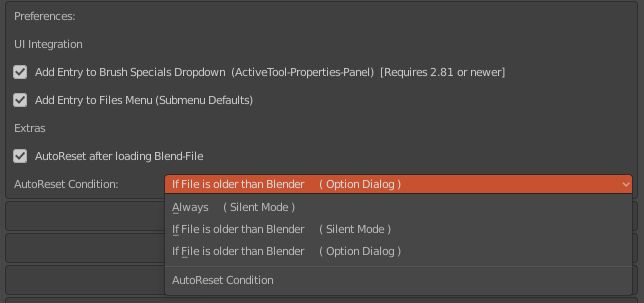 Preferences:
UI Integration
Add Entry to Brush Specials Dropdown (ActiveTool-Properties-Panel) [Requires 2.81 or newer]
Add Entry to Files Menu (Submenu Defaults)
Extras
AutoReset after loading Blend-File
AutoReset Condition: If File is older than Blender ( Option Dialog )
Always ( Silent Mode )
If File is older than Blender ( Silent Mode )
If File is older than Blender ( Option Dialog )
AutoReset Condition